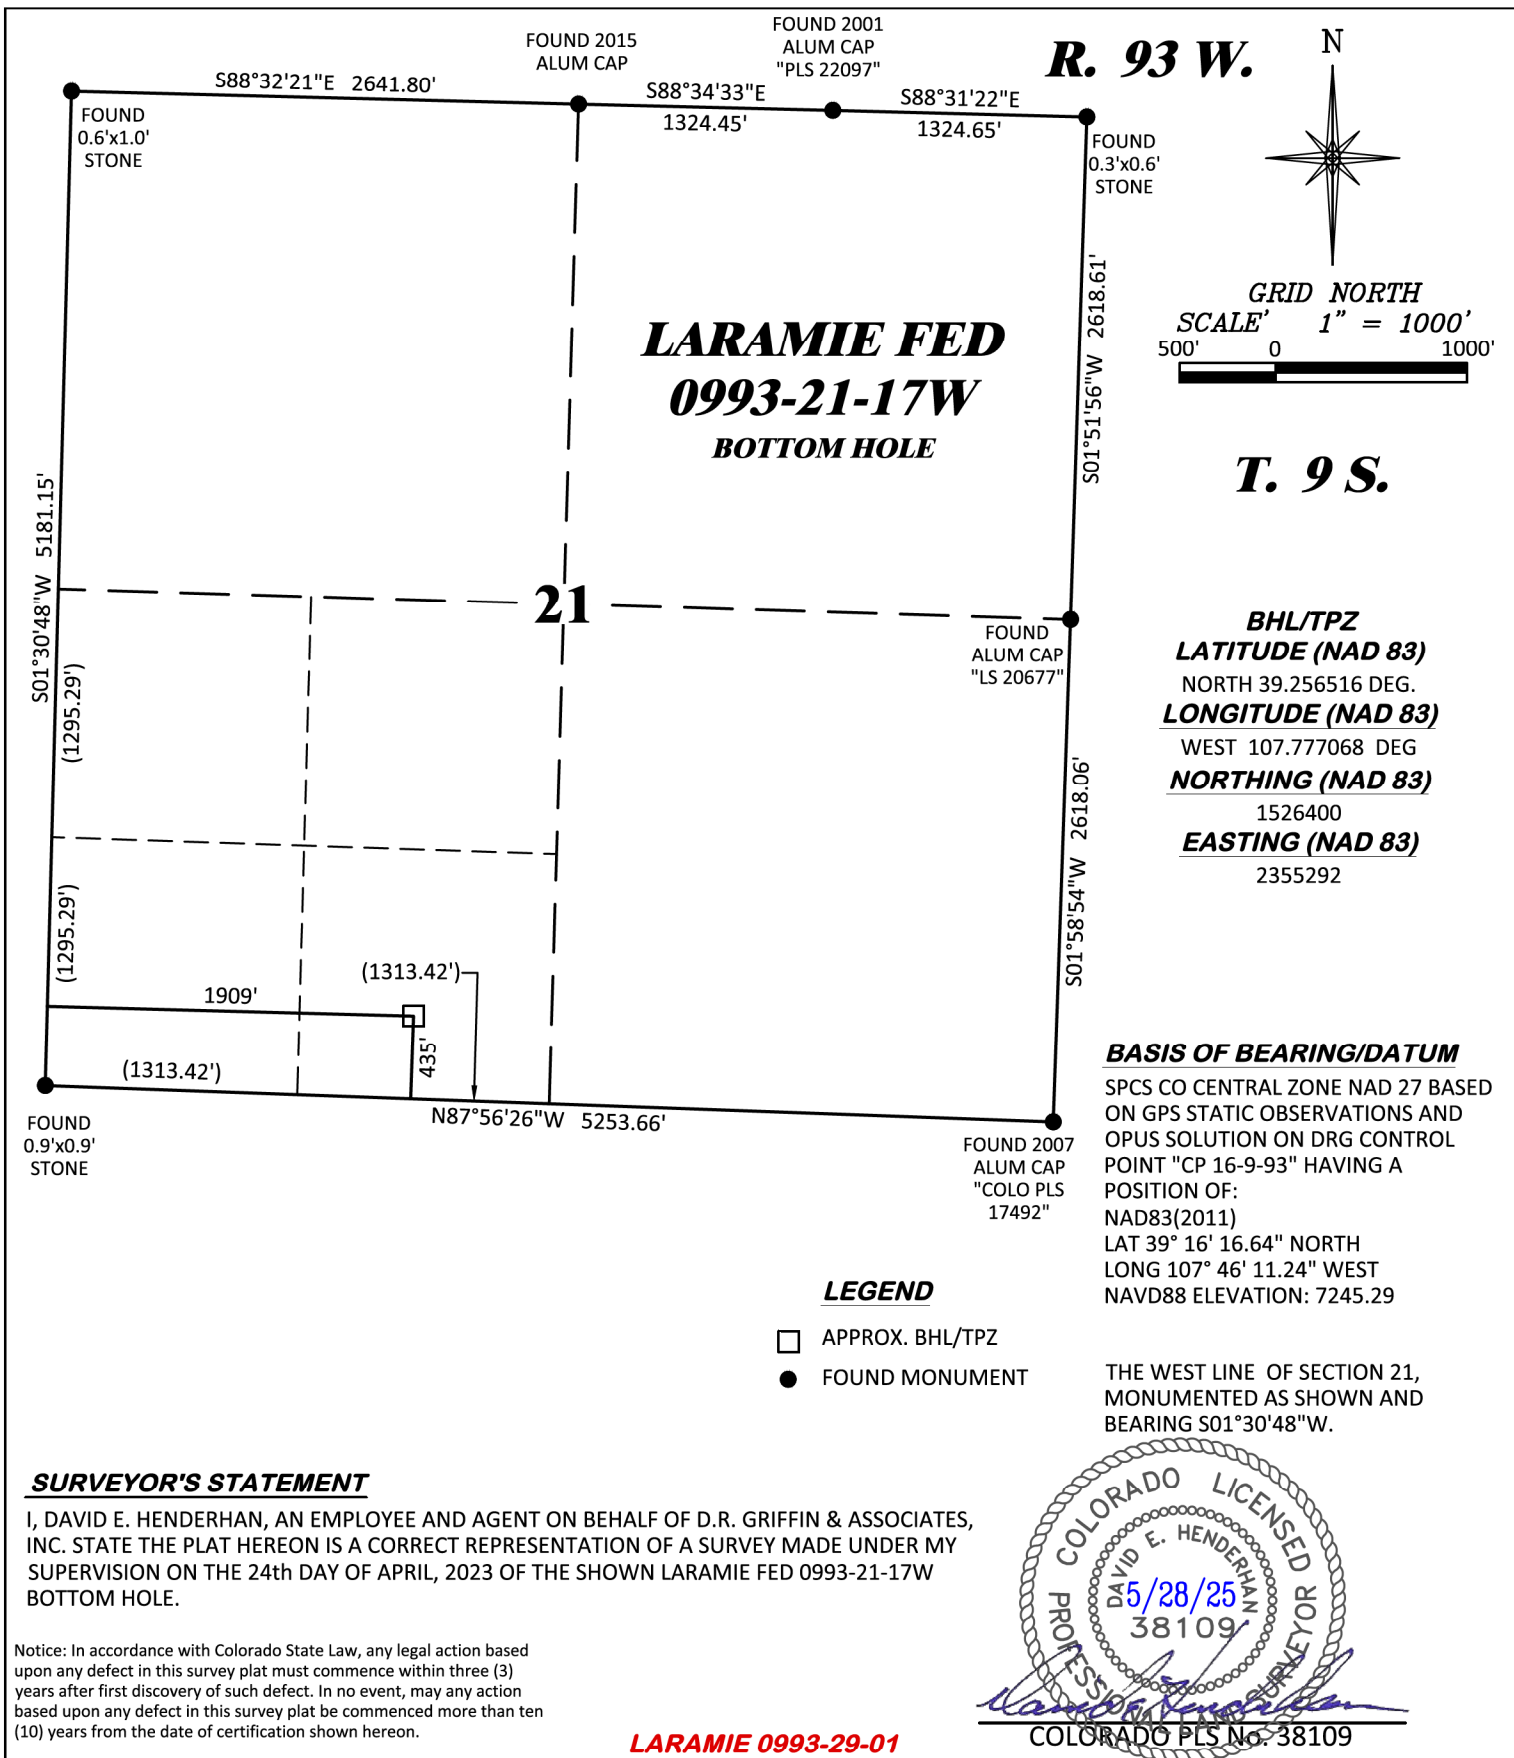 FOUND 2015
ALUM CAP
FOUND 2001
ALUM CAP
"PLS 22097"
R. 93 W.
N
S88°32'21"E 2641.80'
S88°34'33"E
1324.45'
S88°31'22"E
1324.65'
FOUND
0.6'x1.0'
STONE
FOUND
0.3'x0.6'
STONE
GRID NORTH
SCALE' 1" = 1000'
500' 0 1000'
LARAMIE FED
0993-21-17W
BOTTOM HOLE
S01°51'56"W 2618.61'
T. 9 S.
S01°30'48"W 5181.15'
21
FOUND
ALUM CAP
"LS 20677"
BHL/TPZ
LATITUDE (NAD 83)
NORTH 39.256516 DEG.
LONGITUDE (NAD 83)
WEST 107.777068 DEG
NORTHING (NAD 83)
1526400
EASTING (NAD 83)
2355292
(1295.29')
(1295.29')
S01°58'54"W 2618.06'
(1313.42')
1909'
435'
(1313.42')
N87°56'26"W 5253.66'
FOUND
0.9'x0.9'
STONE
FOUND 2007
ALUM CAP
"COLO PLS
17492"
BASIS OF BEARING/DATUM
SPCS CO CENTRAL ZONE NAD 27 BASED
ON GPS STATIC OBSERVATIONS AND
OPUS SOLUTION ON DRG CONTROL
POINT "CP 16-9-93" HAVING A
POSITION OF:
NAD83(2011)
LAT 39° 16' 16.64" NORTH
LONG 107° 46' 11.24" WEST
NAVD88 ELEVATION: 7245.29
THE WEST LINE OF SECTION 21,
MONUMENTED AS SHOWN AND
BEARING S01°30'48"W.
LEGEND
APPROX. BHL/TPZ
FOUND MONUMENT
SURVEYOR'S STATEMENT
I, DAVID E. HENDERHAN, AN EMPLOYEE AND AGENT ON BEHALF OF D.R. GRIFFIN & ASSOCIATES,
INC. STATE THE PLAT HEREON IS A CORRECT REPRESENTATION OF A SURVEY MADE UNDER MY
SUPERVISION ON THE 24th DAY OF APRIL, 2023 OF THE SHOWN LARAMIE FED 0993-21-17W
BOTTOM HOLE.
Notice: In accordance with Colorado State Law, any legal action based
upon any defect in this survey plat must commence within three (3)
years after first discovery of such defect. In no event, may any action
based upon any defect in this survey plat be commenced more than ten
(10) years from the date of certification shown hereon.
LARAMIE 0993-29-01
COLORADO LICENSED
PROFESSIONAL LAND SURVEYOR
DAVID E. HENDERHAN
5/28/25
38109
COLORADO PLS No. 38109